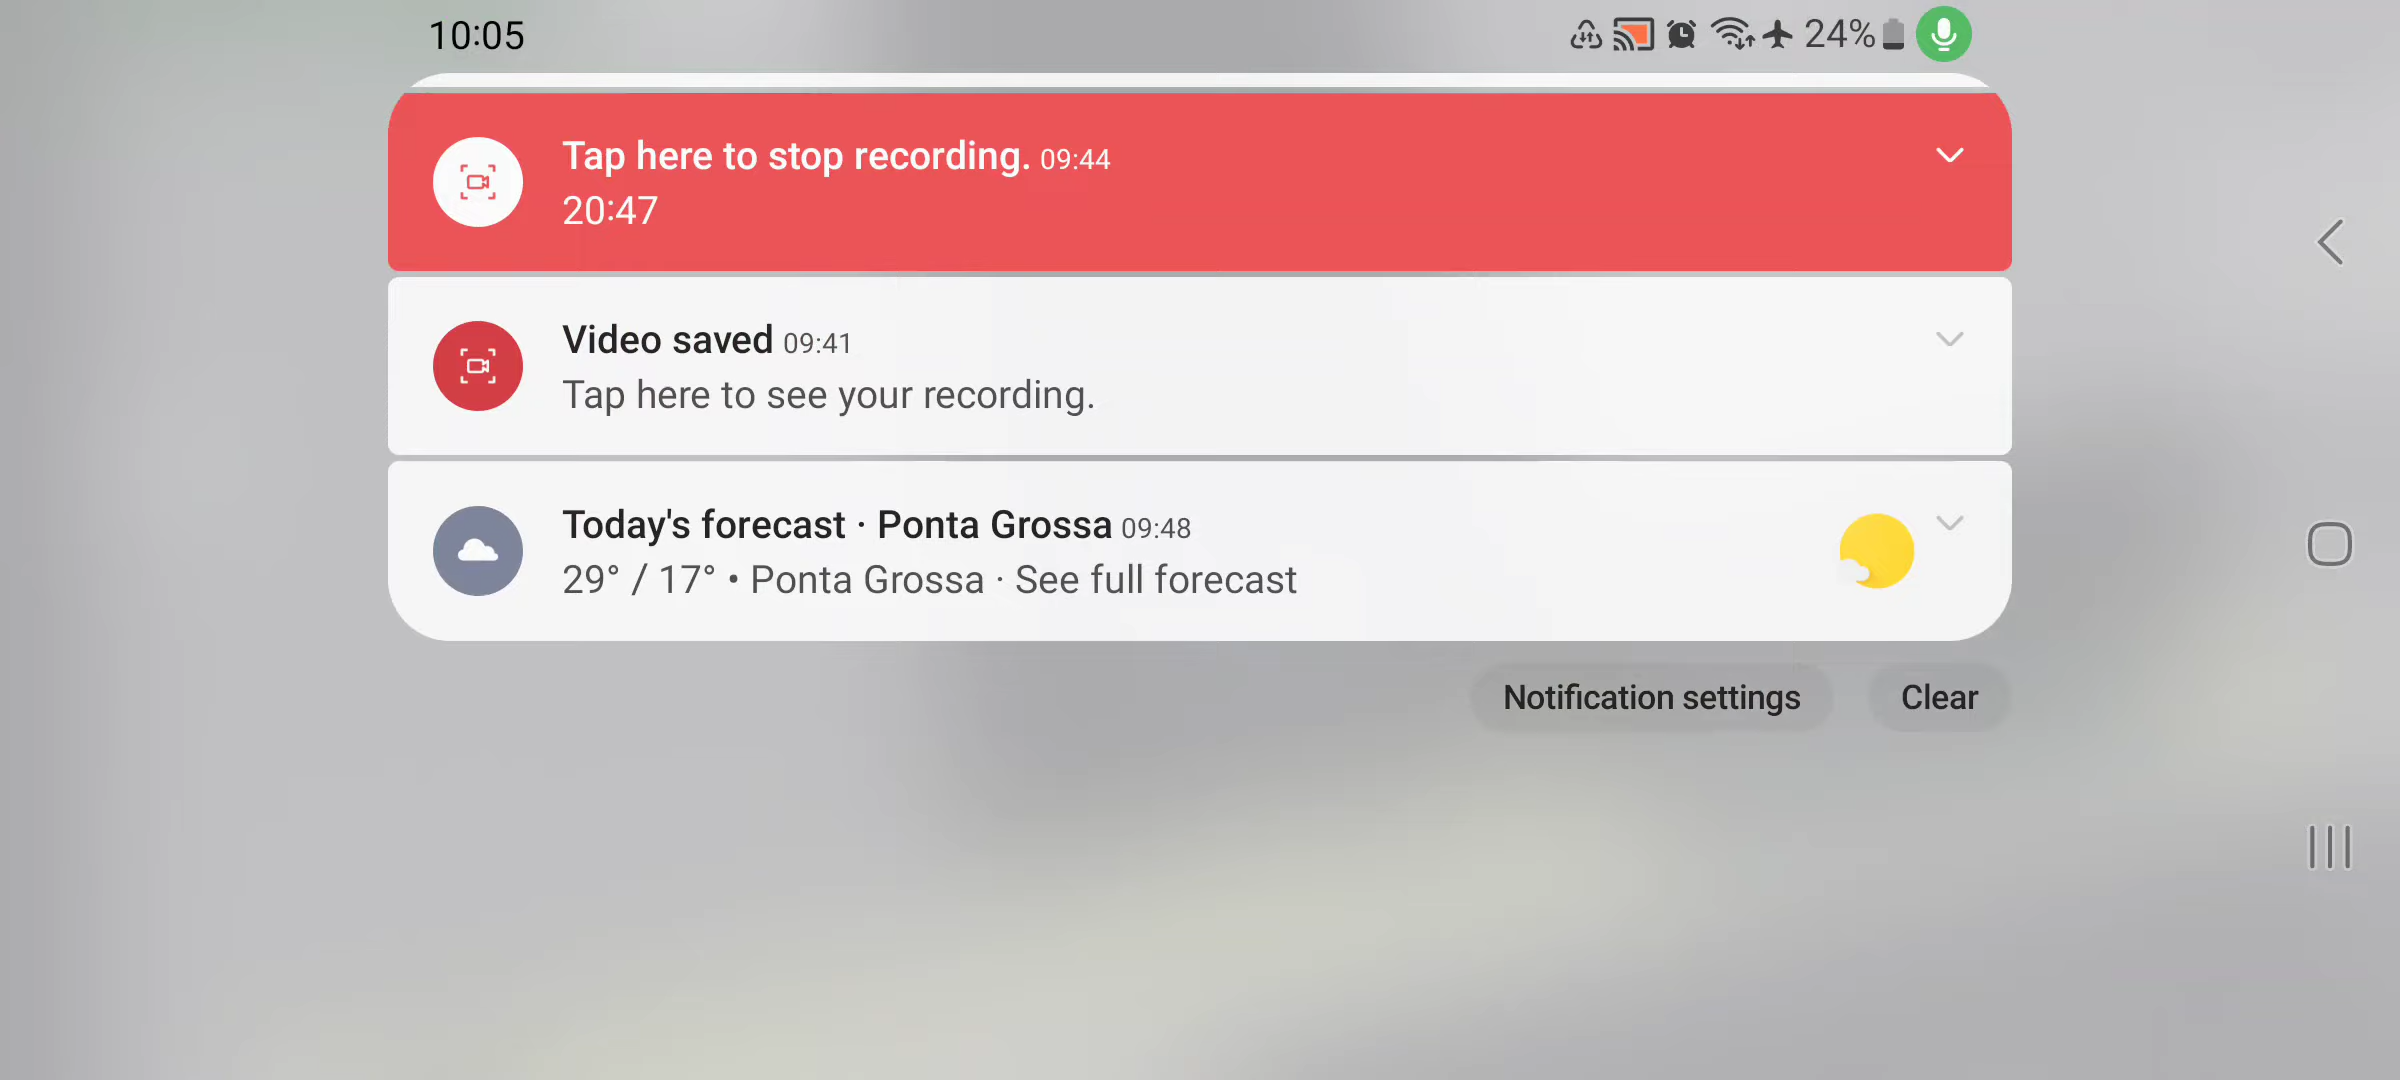 10:05
24%
Tap here to stop recording. 09:44
20:47
Video saved 09:41
Tap here to see your recording.
Today's forecast · Ponta Grossa 09:48
29° / 17° • Ponta Grossa · See full forecast
Notification settings
Clear